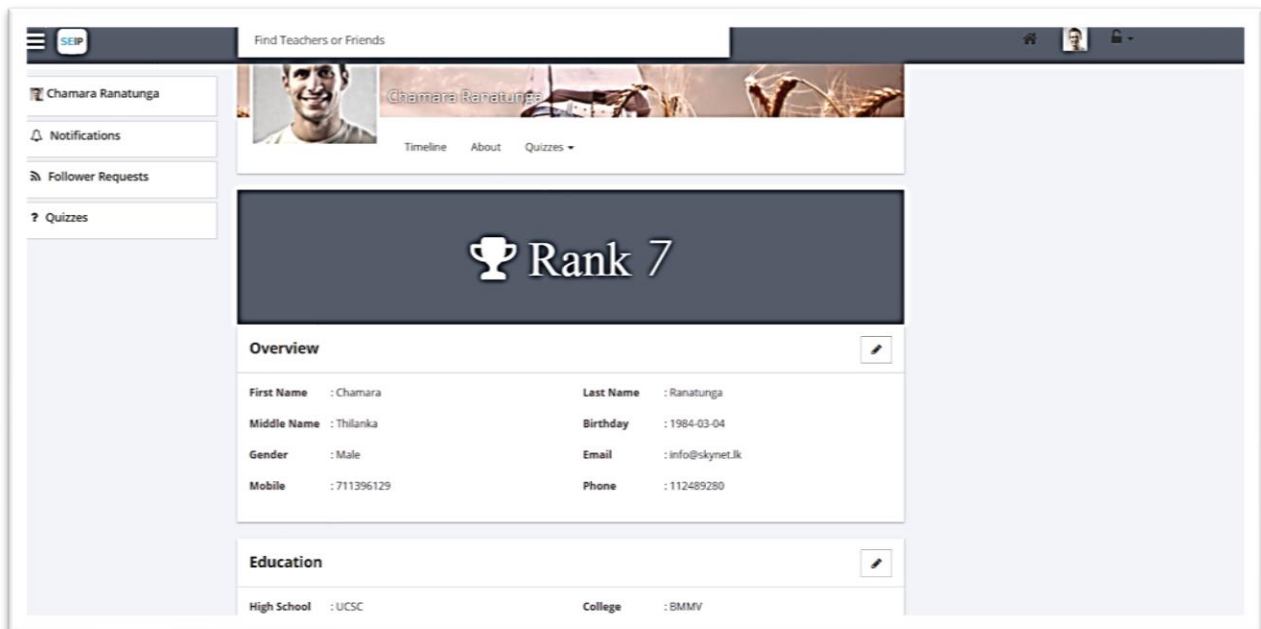 SEIP
Find Teachers or Friends
Chamara Ranatunga
Notifications
Follower Requests
? Quizzes
Chamara Ranatunga
Timeline About Quizzes
Rank 7
Overview
First Name : Chamara Last Name : Ranatunga
Middle Name : Thilanka Birthday : 1984-03-04
Gender : Male Email : info@skynet.lk
Mobile : 711396129 Phone : 112489280
Education
High School : UCSC College : BMMV